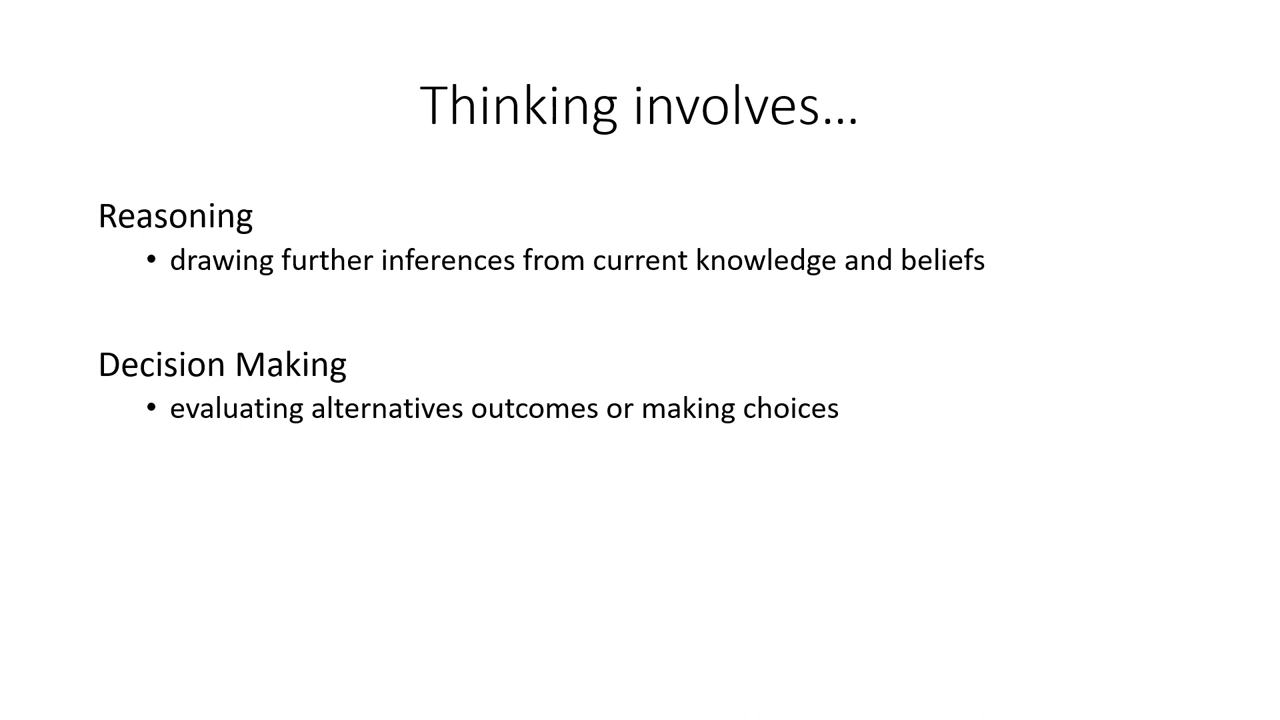 Thinking involves…
Reasoning
• drawing further inferences from current knowledge and beliefs
Decision Making
• evaluating alternatives outcomes or making choices